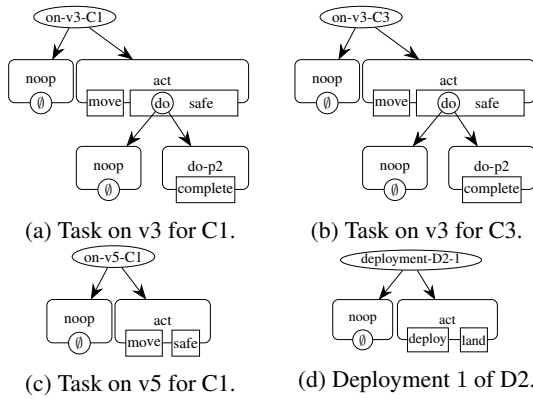 on-v3-C1
noop
∅
act
move
do
safe
noop
∅
do-p2
complete
(a) Task on v3 for C1.
on-v3-C3
noop
∅
act
move
do
safe
noop
∅
do-p2
complete
(b) Task on v3 for C3.
on-v5-C1
noop
∅
act
move
safe
(c) Task on v5 for C1.
deployment-D2-1
noop
∅
act
deploy
land
(d) Deployment 1 of D2.